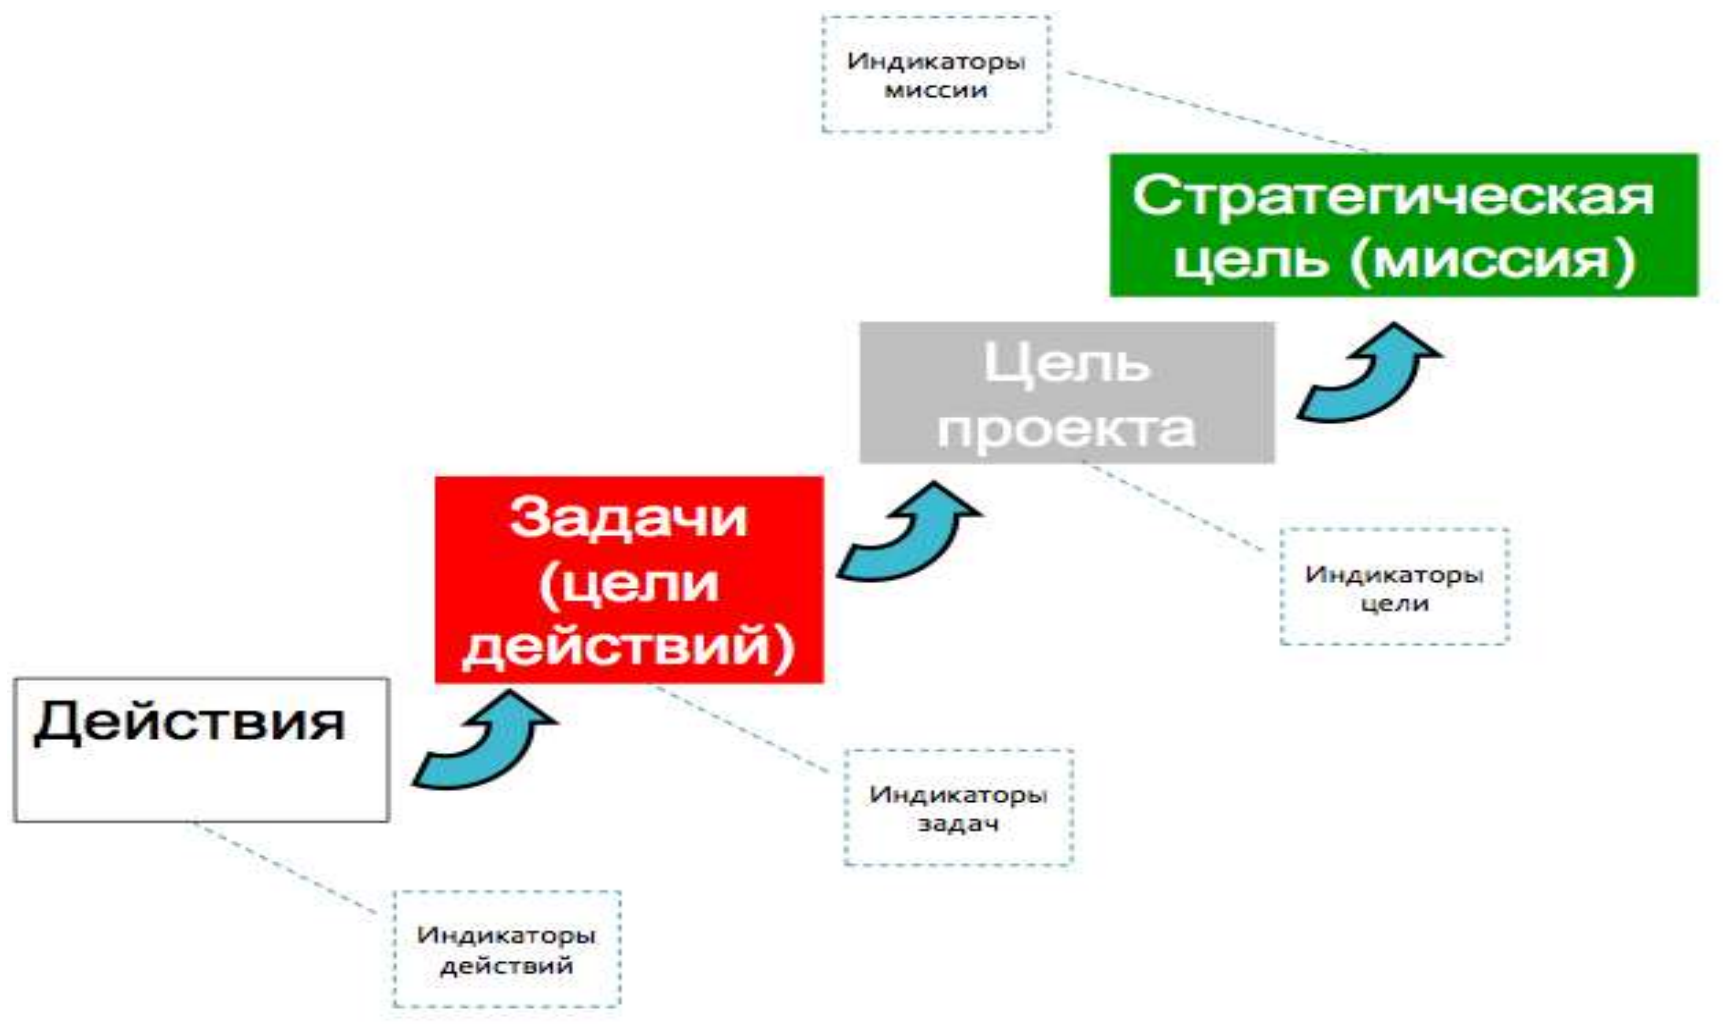 Индикаторы
миссии
Стратегическая
цель (миссия)
Цель
проекта
Задачи
(цели
действий)
Индикаторы
цели
Действия
Индикаторы
задач
Индикаторы
действий